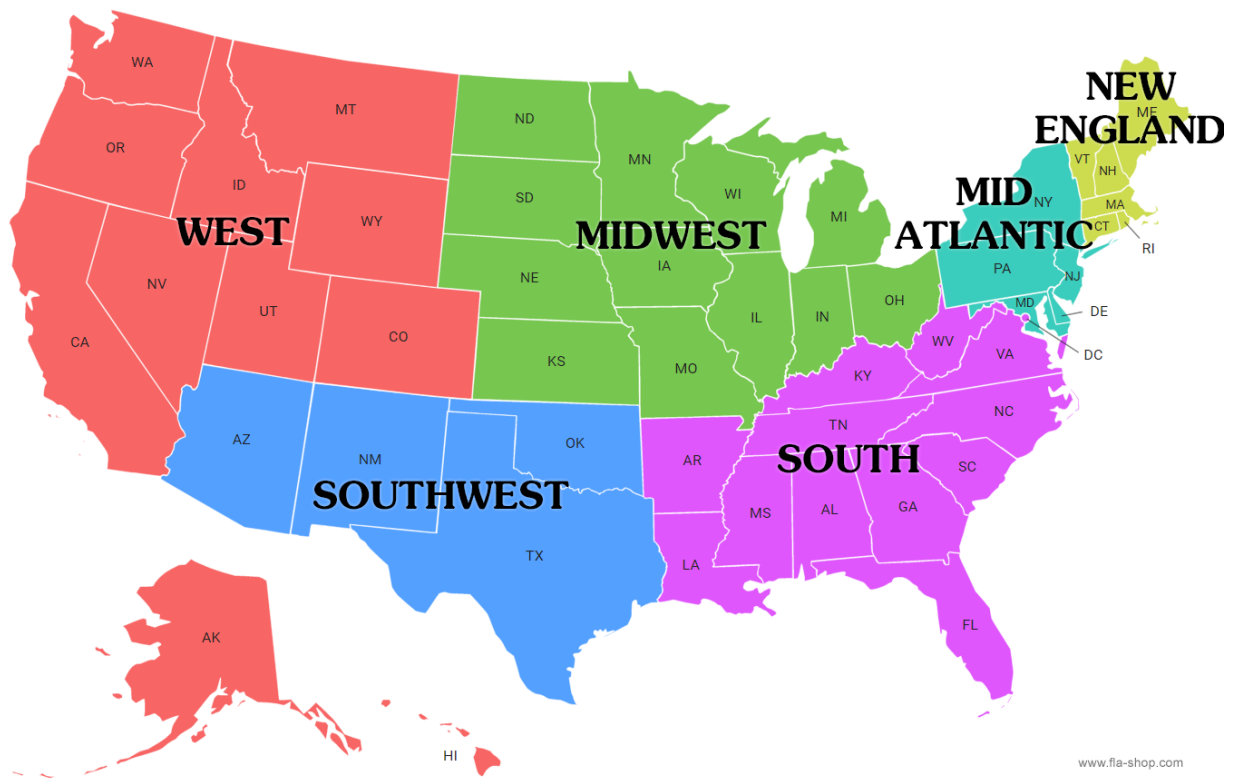 WA
MT
ND
MN
OR
ID
SD
WI
MI
NEW
ENGLAND
ME
VT
NH
MA
CT
RI
WEST
WY
MIDWEST
MID
ATLANTIC
NY
PA
NJ
MD
DE
DC
NV
UT
CO
NE
IA
IL
IN
OH
CA
KS
MO
WV
VA
KY
NC
TN
AZ
NM
OK
AR
SOUTH
SC
SOUTHWEST
MS
AL
GA
TX
LA
FL
AK
HI
www.fla-shop.com